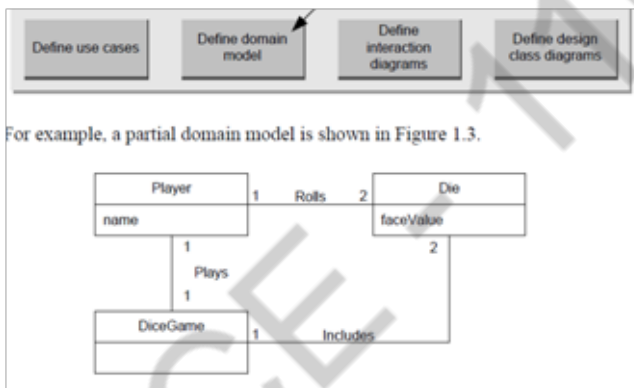 Define use cases
Define domain
model
Define
interaction
diagrams
Define design
class diagrams
For example, a partial domain model is shown in Figure 1.3.
Player
1 Rolls 2
Die
name
faceValue
1
2
Plays
1
DiceGame
1 Includes